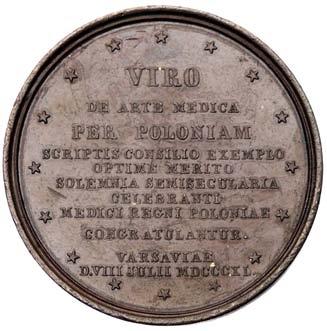 VIRO
DE ARTE MEDICA
PER POLONIAM
SCRIPTIS CONSILIO EXEMPLO
OPTIME MERITO
SOLEMNIA SEMISECULARIA
CELEBRANTI
MEDICI REGNI POLONIAE
CONGRATULANTUR.
VARSAVIAE
D.VIII JULII MDCCCXL.